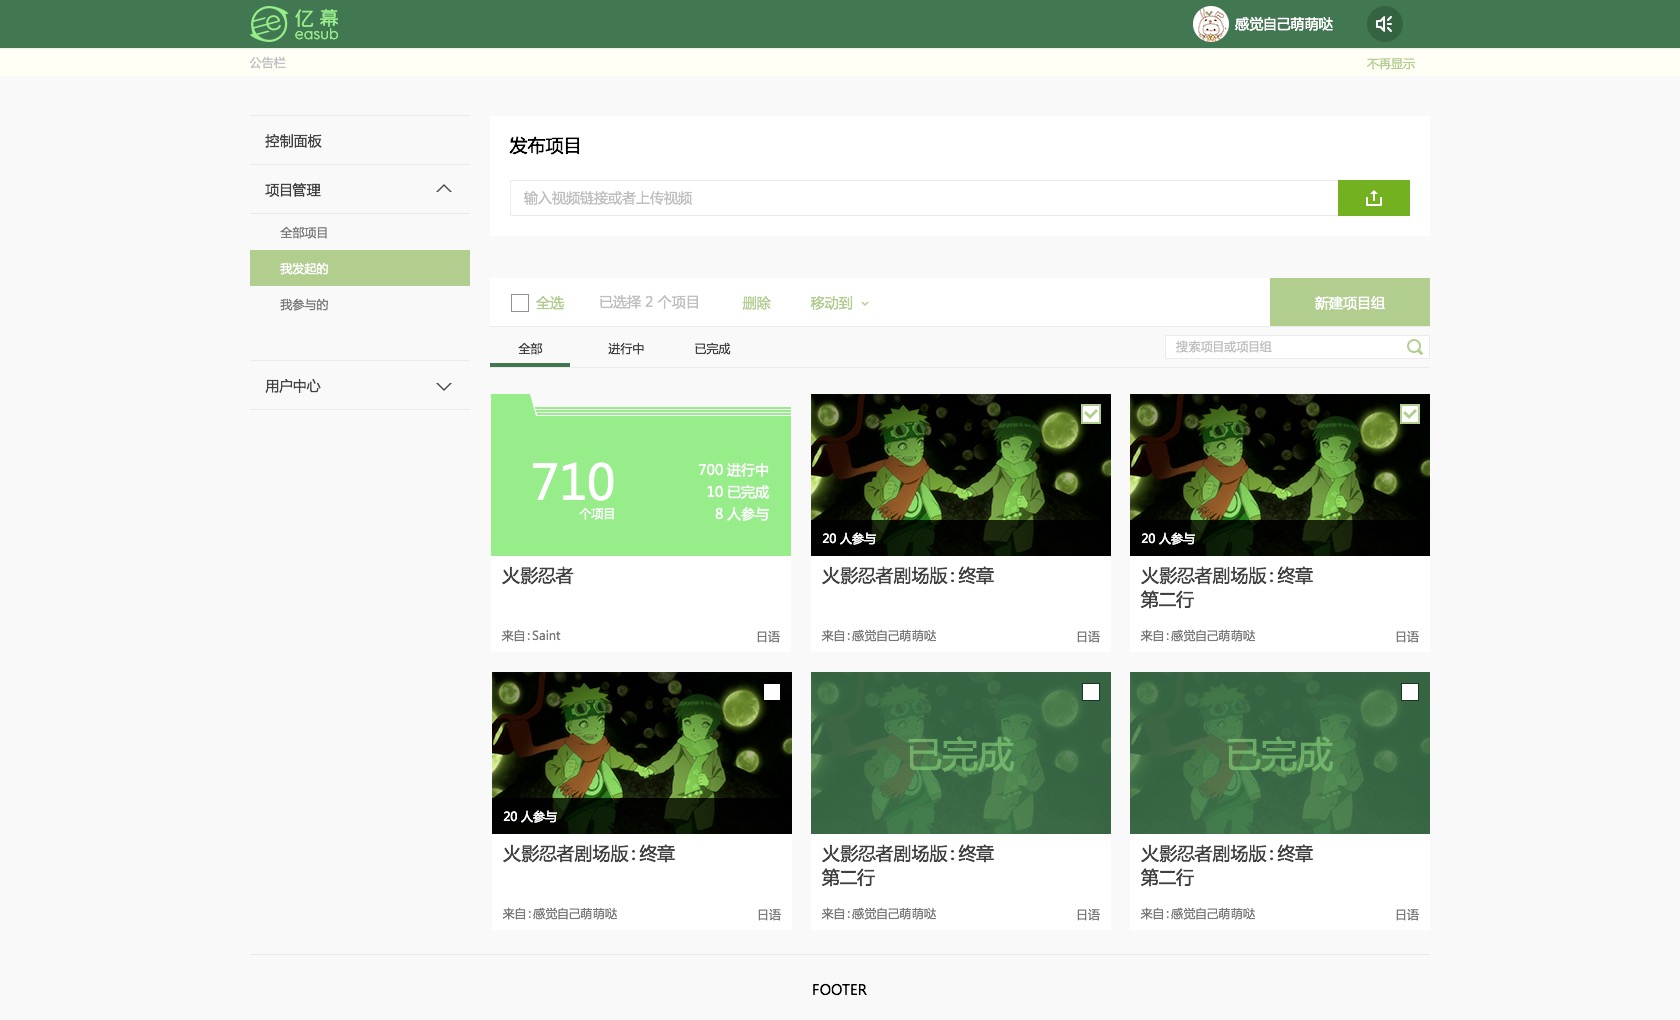 亿幕
easub
感觉自己萌萌哒
公告栏
不再显示
控制面板
项目管理
全部项目
我发起的
我参与的
用户中心
发布项目
输入视频链接或者上传视频
全选 已选择 2 个项目 删除 移动到 新建项目组
全部 进行中 已完成 搜索项目或项目组
710
个项目
700 进行中
10 已完成
8 人参与
火影忍者
来自:Saint 日语
20 人参与
火影忍者剧场版:终章
来自:感觉自己萌萌哒 日语
20 人参与
火影忍者剧场版:终章
第二行
来自:感觉自己萌萌哒 日语
20 人参与
火影忍者剧场版:终章
来自:感觉自己萌萌哒 日语
已完成
火影忍者剧场版:终章
第二行
来自:感觉自己萌萌哒 日语
已完成
火影忍者剧场版:终章
第二行
来自:感觉自己萌萌哒 日语
FOOTER